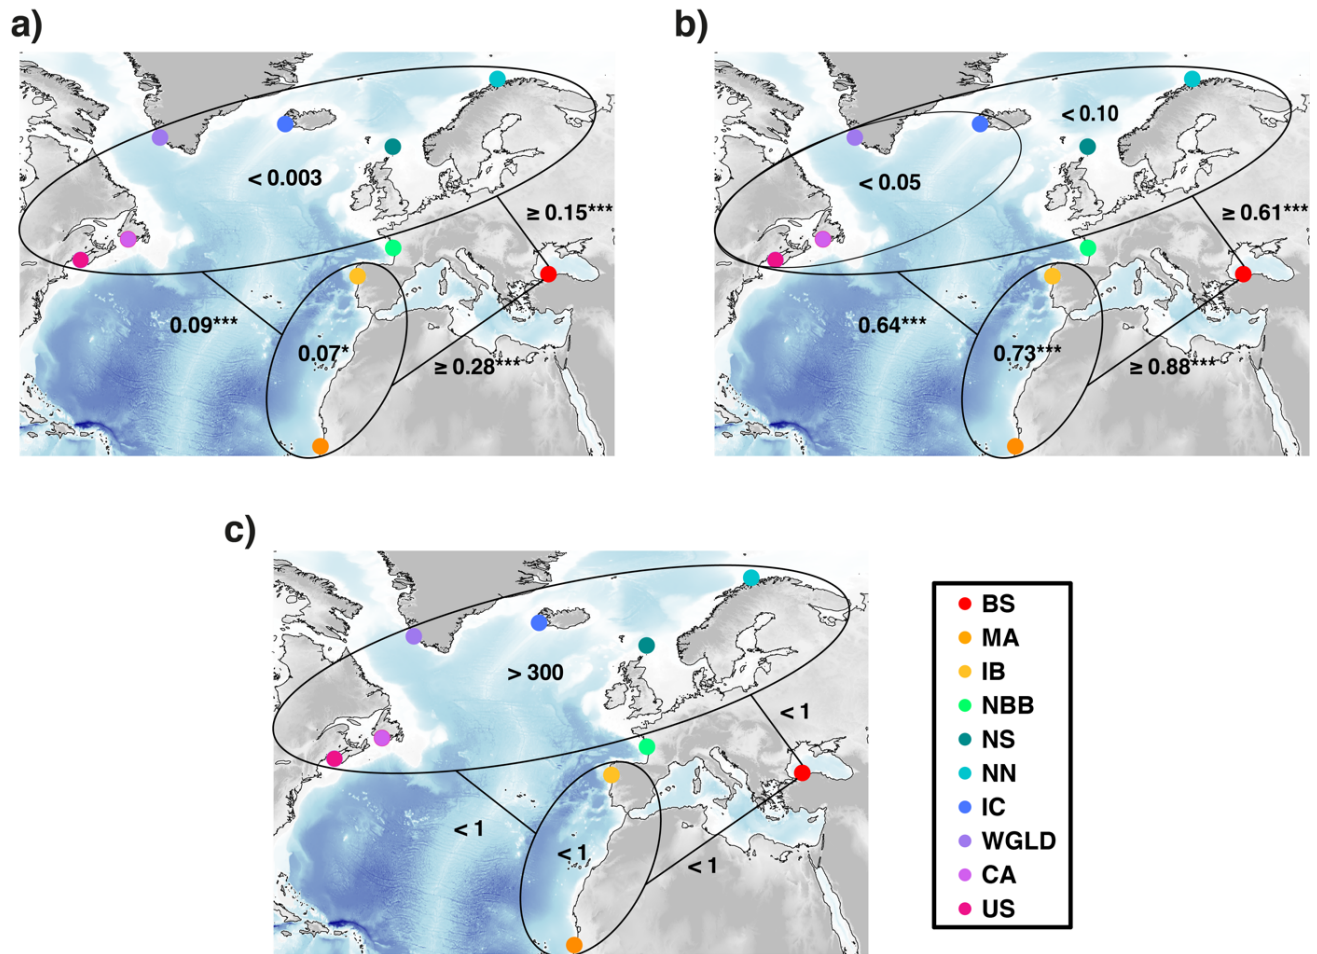 a)
< 0.003
≥ 0.15***
0.09***
0.07*
≥ 0.28***
b)
< 0.10
< 0.05
≥ 0.61***
0.64***
0.73***
≥ 0.88***
c)
> 300
< 1
< 1
< 1
< 1
BS
MA
IB
NBB
NS
NN
IC
WGLD
CA
US